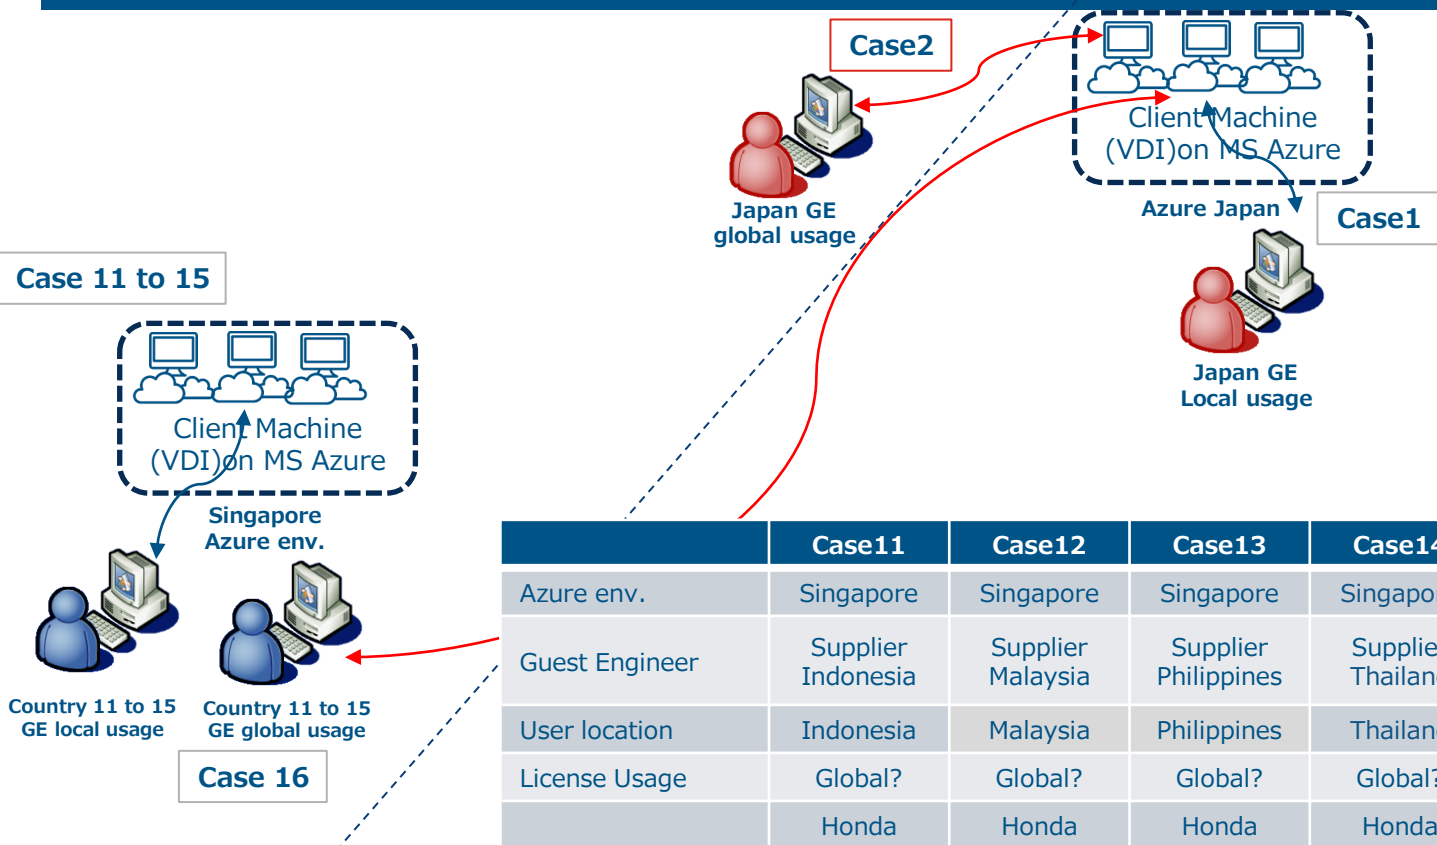 Case2
Client Machine
(VDI)on MS Azure
Azure Japan
Case1
Japan GE
global usage
Japan GE
Local usage
Case 11 to 15
Client Machine
(VDI)on MS Azure
Singapore
Azure env.
Country 11 to 15
GE local usage
Country 11 to 15
GE global usage
Case 16
Case11 Case12 Case13
Azure env. Singapore Singapore Singapore
Guest Engineer Supplier Supplier Supplier
Indonesia Malaysia Philippines
User location Indonesia Malaysia Philippines
License Usage Global? Global? Global? Global?
Honda Honda Honda Honda